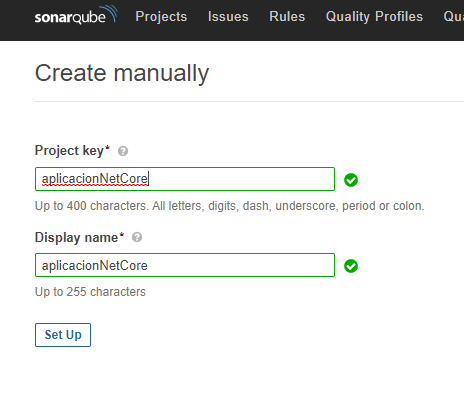 sonarqube Projects Issues Rules Quality Profiles Qu
Create manually
Project key* ?
aplicacionNetCore
Up to 400 characters. All letters, digits, dash, underscore, period or colon.
Display name* ?
aplicacionNetCore
Up to 255 characters
Set Up